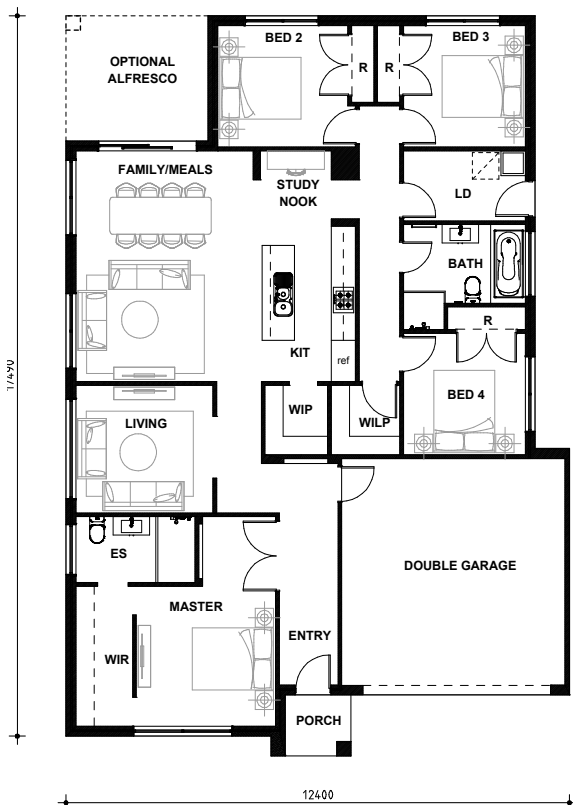 OPTIONAL
ALFRESCO
BED 2
R
R
BED 3
FAMILY/MEALS
STUDY
NOOK
LD
BATH
R
KIT
ref
BED 4
WIP
WILP
LIVING
ES
MASTER
WIR
ENTRY
DOUBLE GARAGE
PORCH
17490
12400